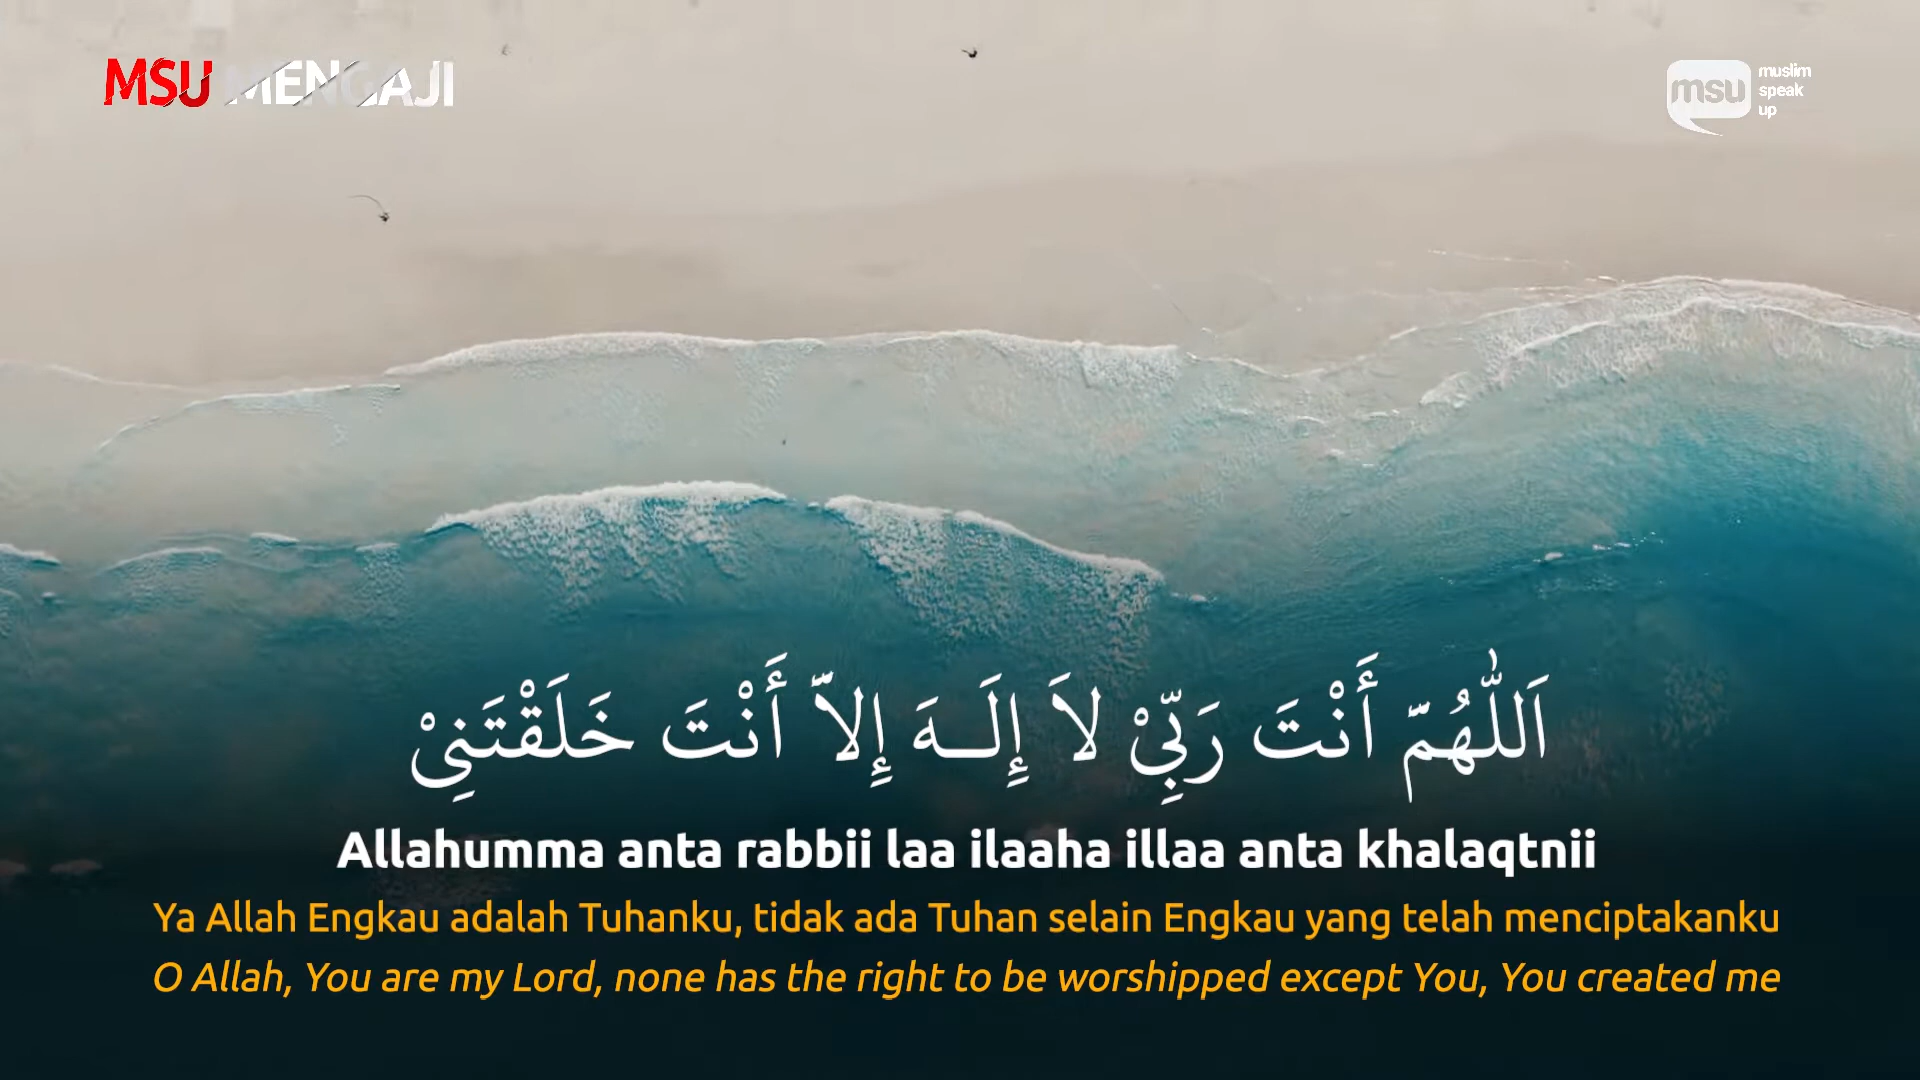 MSU MENGAJI
msu
muslim
speak
up
اَللّٰهُمّ أَنْتَ رَبِّيْ لاَ إِلَــهَ إِلاّ أَنْتَ خَلَقْتَنِيْ
Allahumma anta rabbii laa ilaaha illaa anta khalaqtnii
Ya Allah Engkau adalah Tuhanku, tidak ada Tuhan selain Engkau yang telah menciptakanku
O Allah, You are my Lord, none has the right to be worshipped except You, You created me